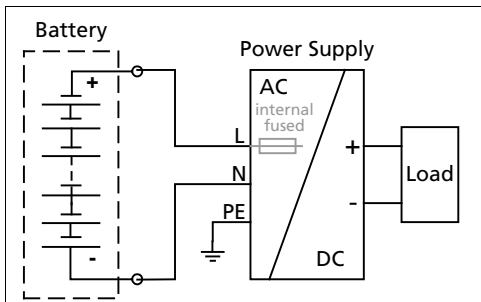 Battery
Power Supply
+
AC
internal
fused
L
N
PE
+
-
Load
-
DC